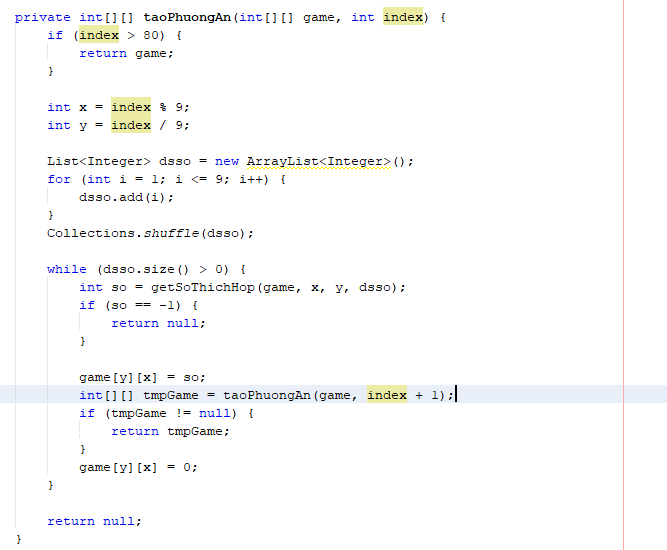 private int[][] taoPhuongAn(int[][] game, int index) {
    if (index > 80) {
        return game;
    }

    int x = index % 9;
    int y = index / 9;

    List<Integer> dsso = new ArrayList<Integer>();
    for (int i = 1; i <= 9; i++) {
        dsso.add(i);
    }
    Collections.shuffle(dsso);

    while (dsso.size() > 0) {
        int so = getSoThichHop(game, x, y, dsso);
        if (so == -1) {
            return null;
        }

        game[y][x] = so;
        int[][] tmpGame = taoPhuongAn(game, index + 1);
        if (tmpGame != null) {
            return tmpGame;
        }
        game[y][x] = 0;
    }

    return null;
}